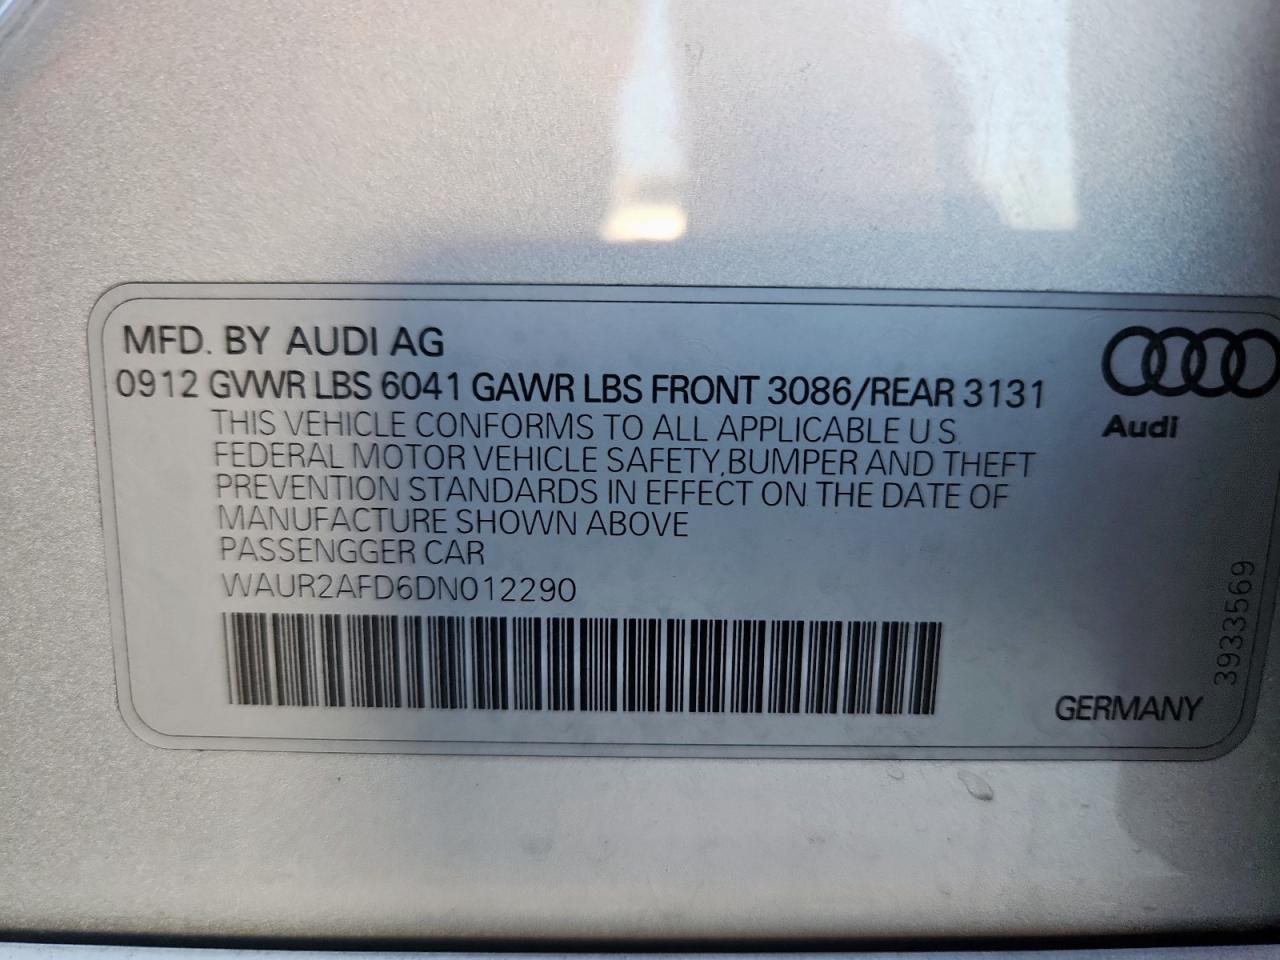 MFD. BY AUDI AG
0912 GVWR LBS 6041 GAWR LBS FRONT 3086/REAR 3131
THIS VEHICLE CONFORMS TO ALL APPLICABLE U.S.
FEDERAL MOTOR VEHICLE SAFETY,BUMPER AND THEFT
PREVENTION STANDARDS IN EFFECT ON THE DATE OF
MANUFACTURE SHOWN ABOVE
PASSENGGER CAR
WAUR2AFD6DN012290
Audi
3933569
GERMANY